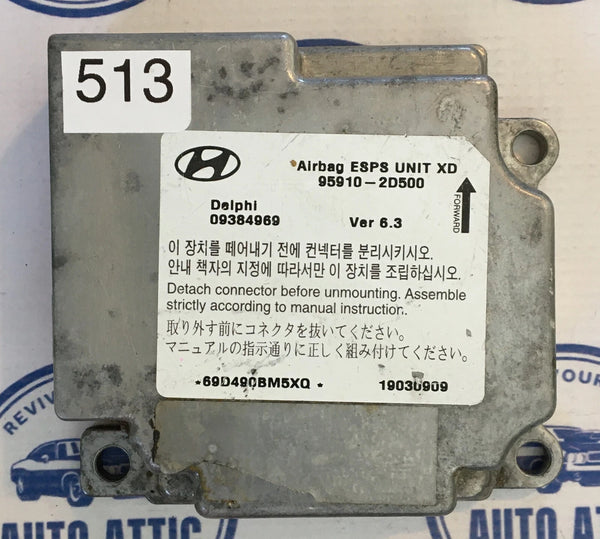 513
Airbag ESPS UNIT XD
95910-2D500
Delphi
09384969
Ver 6.3
FORWARD
이 장치를 떼어내기 전에 컨넥터를 분리시키시오.
안내 책자의 지정에 따라서만 이 장치를 조립하십시오.
Detach connector before unmounting. Assemble
strictly according to manual instruction.
取り外す前にコネクタを抜いてください。
マニュアルの指示通りに正しく組み付けてください。
*69D490BM5XQ*
19030909
REVIV
YOUR
AUTO ATTIC
AUTO AT